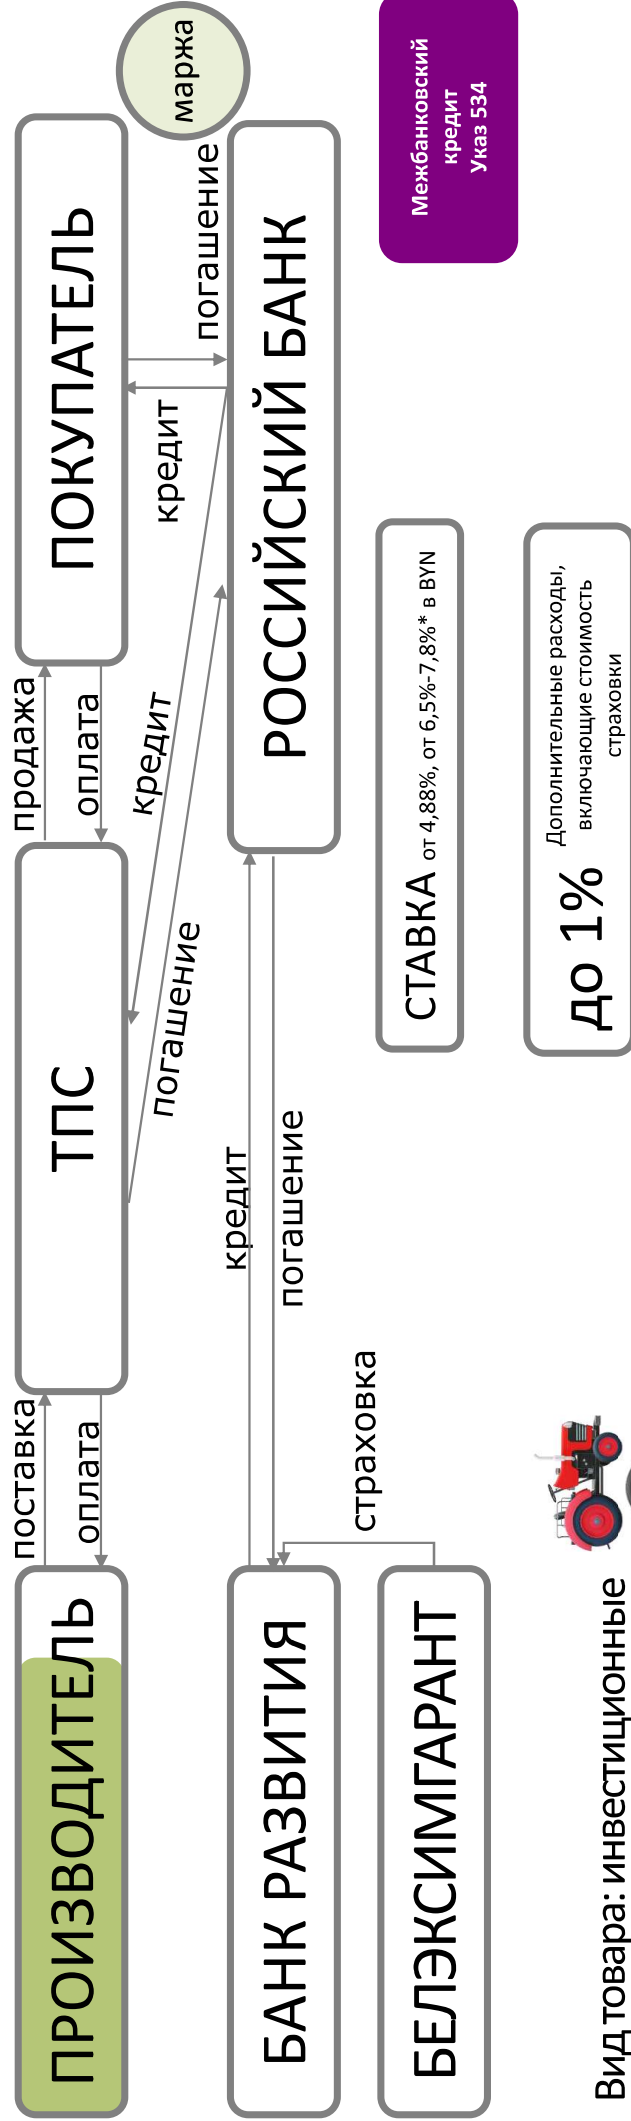 ПРОИЗВОДИТЕЛЬ
поставка
оплата
ТПС
продажа
оплата
ПОКУПАТЕЛЬ
маржа
кредит
погашение
кредит
погашение
БАНК РАЗВИТИЯ
кредит
погашение
РОССИЙСКИЙ БАНК
страховка
БЕЛЭКСИМГАРАНТ
СТАВКА от 4,88%, от 6,5%-7,8%* в BYN
Межбанковский
кредит
Указ 534
до 1%
Дополнительные расходы,
включающие стоимость
страховки
Вид товара: инвестиционные